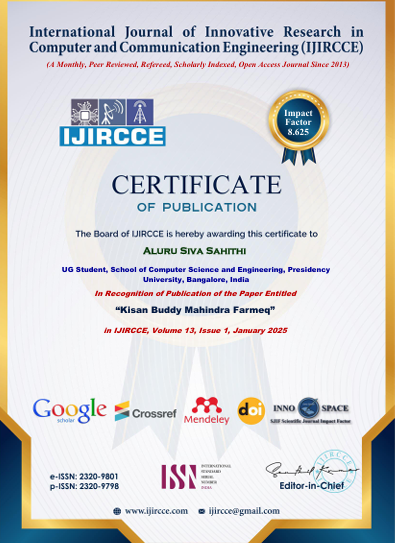 International Journal of Innovative Research in
Computer and Communication Engineering (IJIRCCE)
(A Monthly, Peer Reviewed, Refereed, Scholarly Indexed, Open Access Journal Since 2013)
IJIRCCE
Impact
Factor
8.625
CERTIFICATE
OF PUBLICATION
The Board of IJIRCCE is hereby awarding this certificate to
ALURU SIVA SAHITHI
UG Student, School of Computer Science and Engineering, Presidency
University, Bangalore, India
In Recognition of Publication of the Paper Entitled
“Kisan Buddy Mahindra Farmeq”
in IJIRCCE, Volume 13, Issue 1, January 2025
Google
scholar
Crossref
Mendeley
doi
INNO SPACE
SJIF Scientific Journal Impact Factor
e-ISSN: 2320-9801
p-ISSN: 2320-9798
ISSN
INTERNATIONAL
STANDARD
SERIAL
NUMBER
INDIA
Editor-in-Chief
www.ijircce.com ijircce@gmail.com